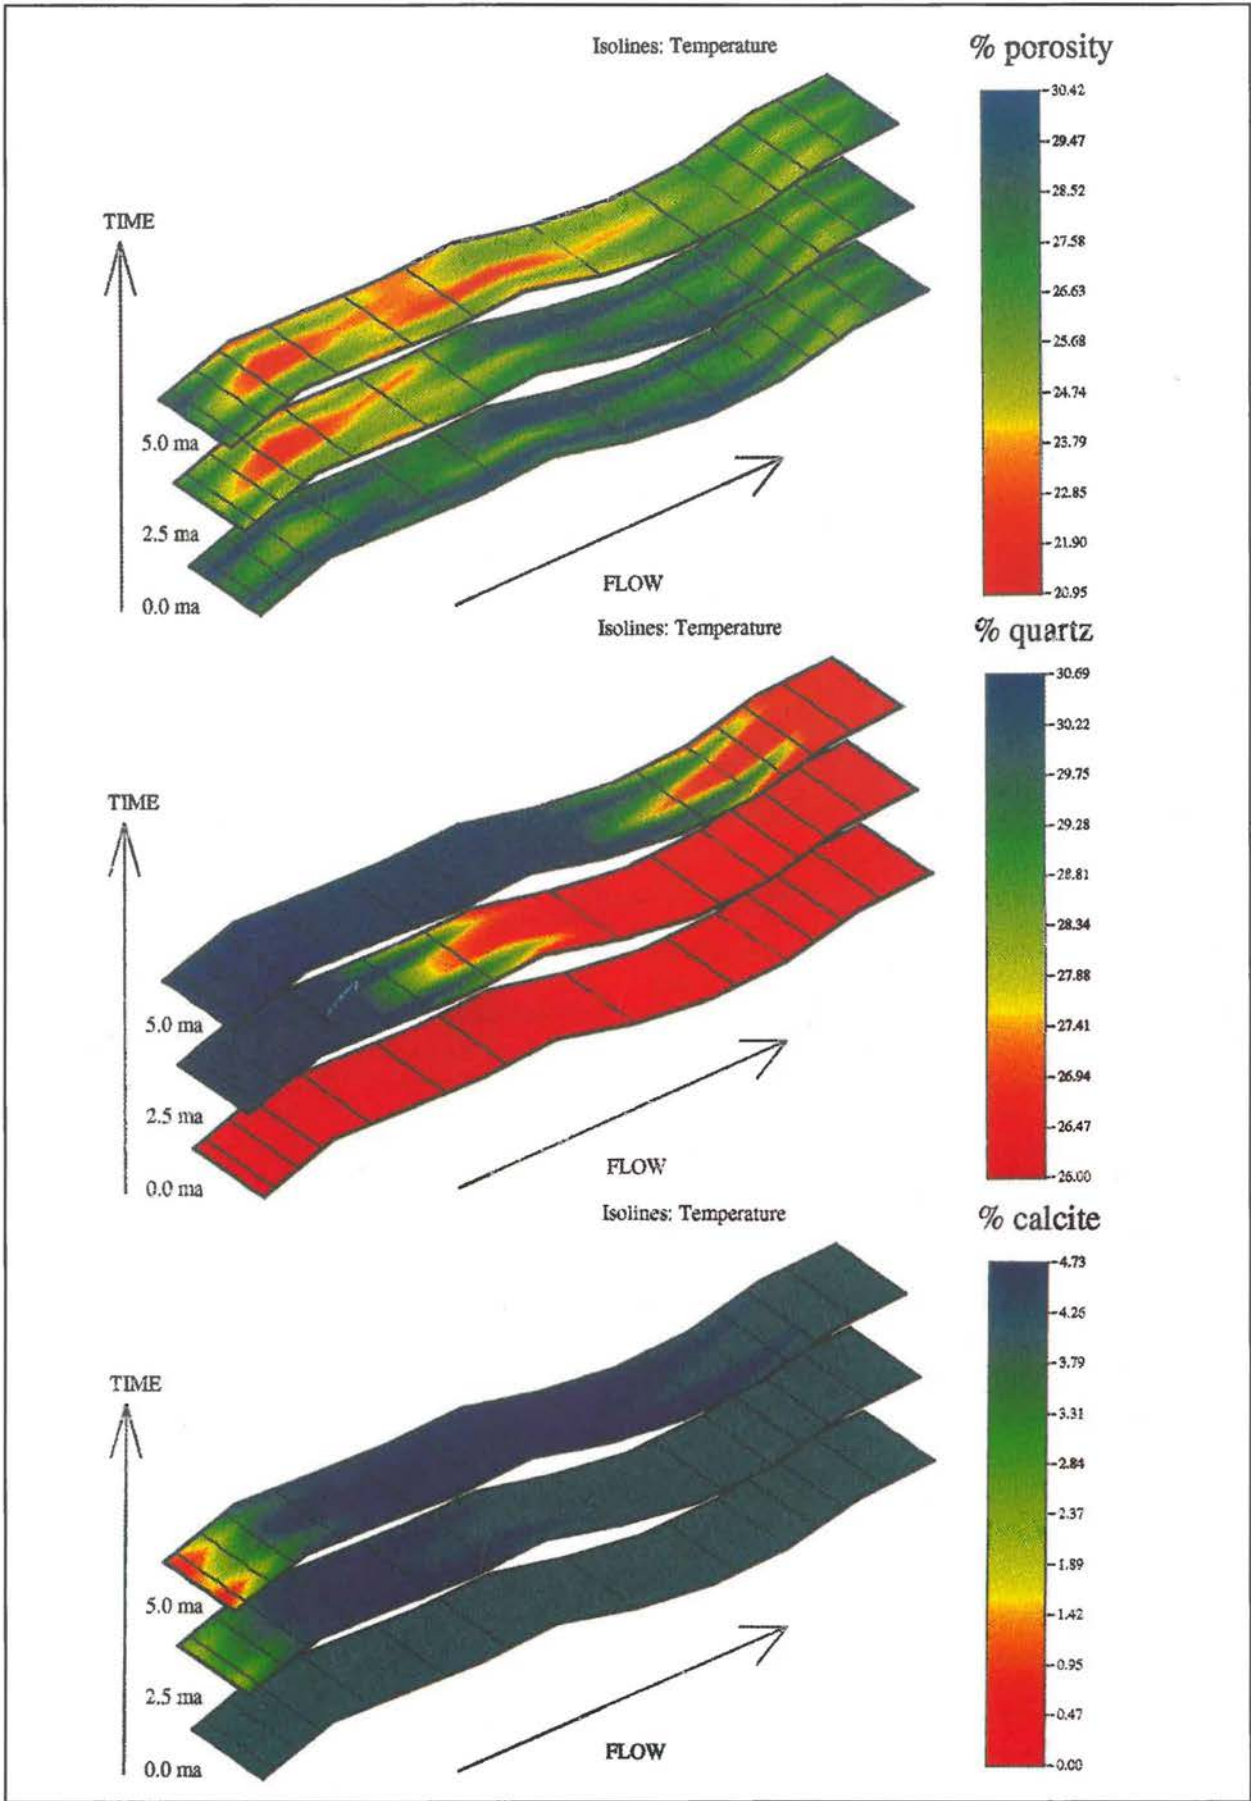 Isolines: Temperature
% porosity
30.42
29.47
28.52
27.58
26.63
25.68
24.74
23.79
22.85
21.90
20.95
TIME
5.0 ma
2.5 ma
0.0 ma
FLOW
Isolines: Temperature
% quartz
30.69
30.22
29.75
29.28
28.81
28.34
27.88
27.41
26.94
26.47
26.00
TIME
5.0 ma
2.5 ma
0.0 ma
FLOW
Isolines: Temperature
% calcite
4.73
4.25
3.79
3.31
2.84
2.37
1.89
1.42
0.95
0.47
0.00
TIME
5.0 ma
2.5 ma
0.0 ma
FLOW